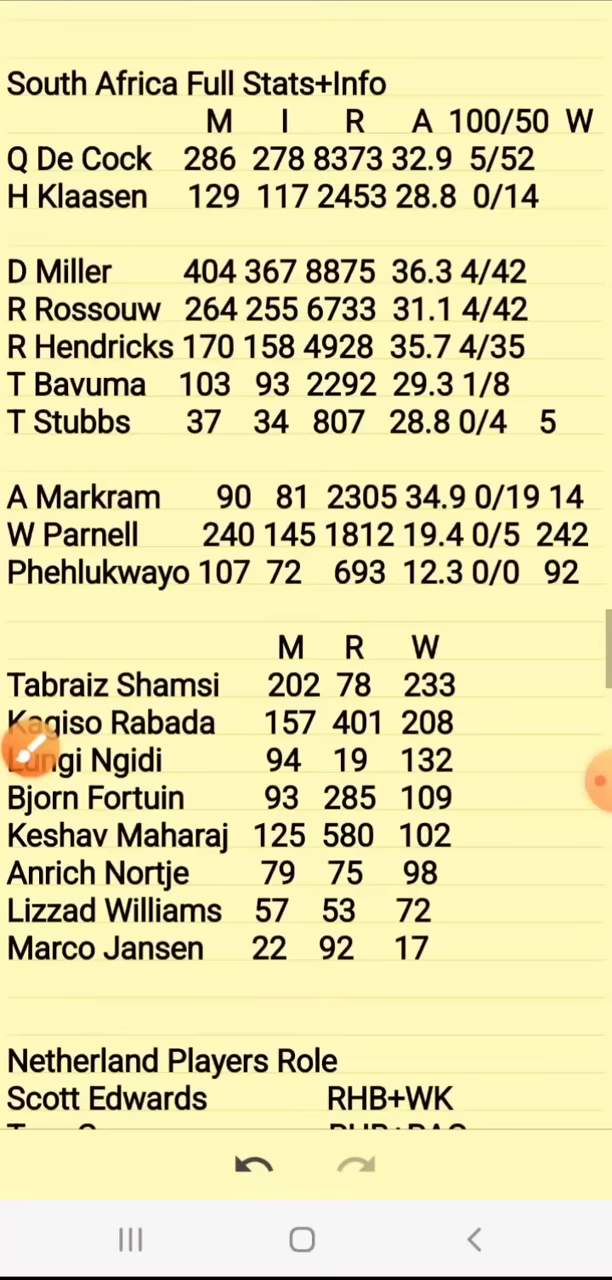 South Africa Full Stats+Info
M I R A 100/50 W
Q De Cock 286 278 8373 32.9 5/52
H Klaasen 129 117 2453 28.8 0/14
D Miller 404 367 8875 36.3 4/42
R Rossouw 264 255 6733 31.1 4/42
R Hendricks 170 158 4928 35.7 4/35
T Bavuma 103 93 2292 29.3 1/8
T Stubbs 37 34 807 28.8 0/4 5
A Markram 90 81 2305 34.9 0/19 14
W Parnell 240 145 1812 19.4 0/5 242
Phehlukwayo 107 72 693 12.3 0/0 92
M R W
Tabraiz Shamsi 202 78 233
Kagiso Rabada 157 401 208
Lungi Ngidi 94 19 132
Bjorn Fortuin 93 285 109
Keshav Maharaj 125 580 102
Anrich Nortje 79 75 98
Lizzad Williams 57 53 72
Marco Jansen 22 92 17
Netherland Players Role
Scott Edwards RHB+WK